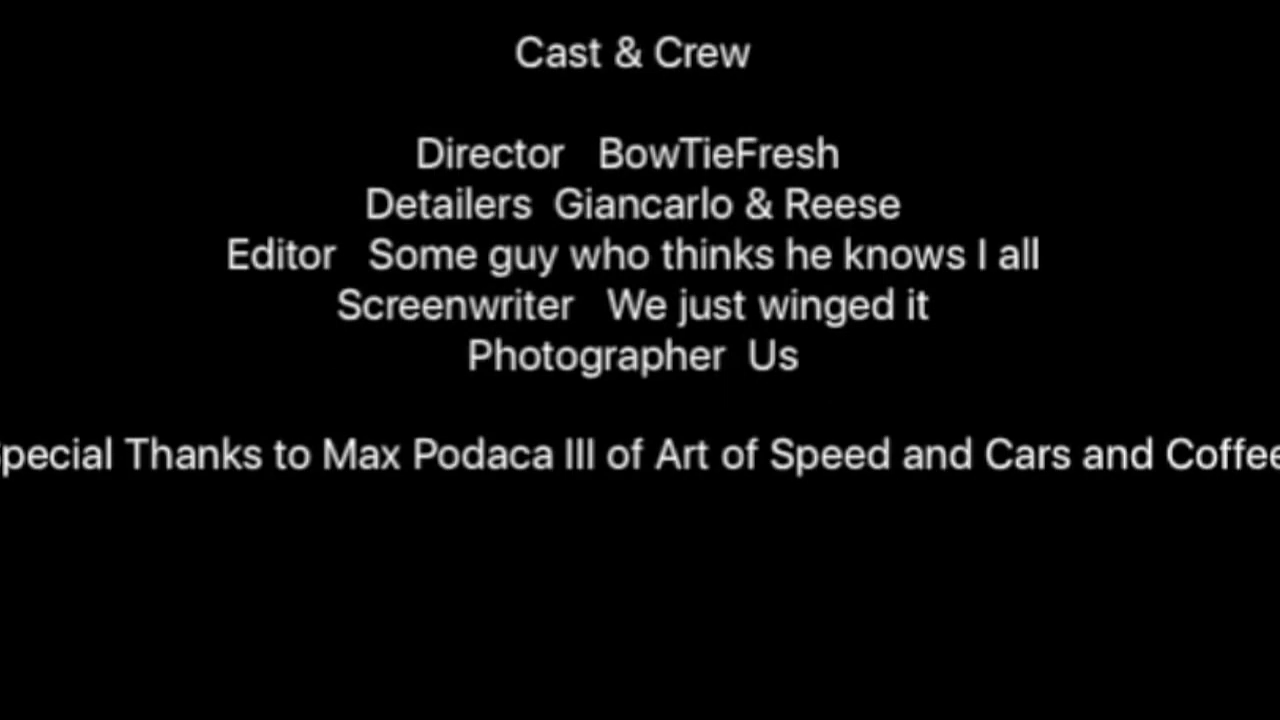 Cast & Crew
Director BowTieFresh
Detailers Giancarlo & Reese
Editor Some guy who thinks he knows I all
Screenwriter We just winged it
Photographer Us
pecial Thanks to Max Podaca III of Art of Speed and Cars and Coffee